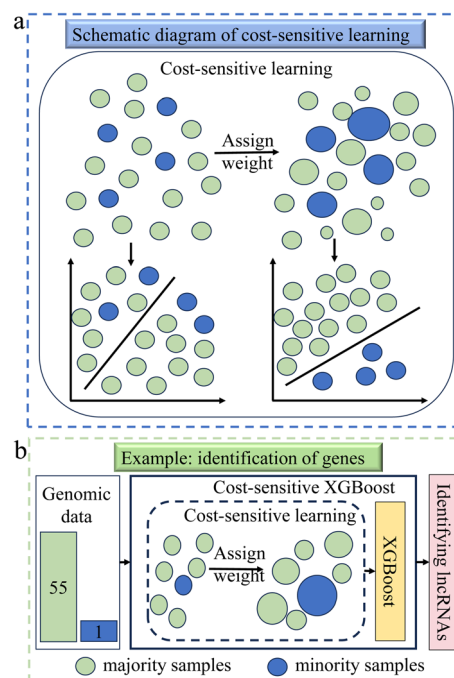 a
Schematic diagram of cost-sensitive learning
Cost-sensitive learning
Assign
weight
b
Example: identification of genes
Genomic
data
55
1
Cost-sensitive XGBoost
Cost-sensitive learning
Assign
weight
XGBoost
Identifying lncRNAs
majority samples
minority samples